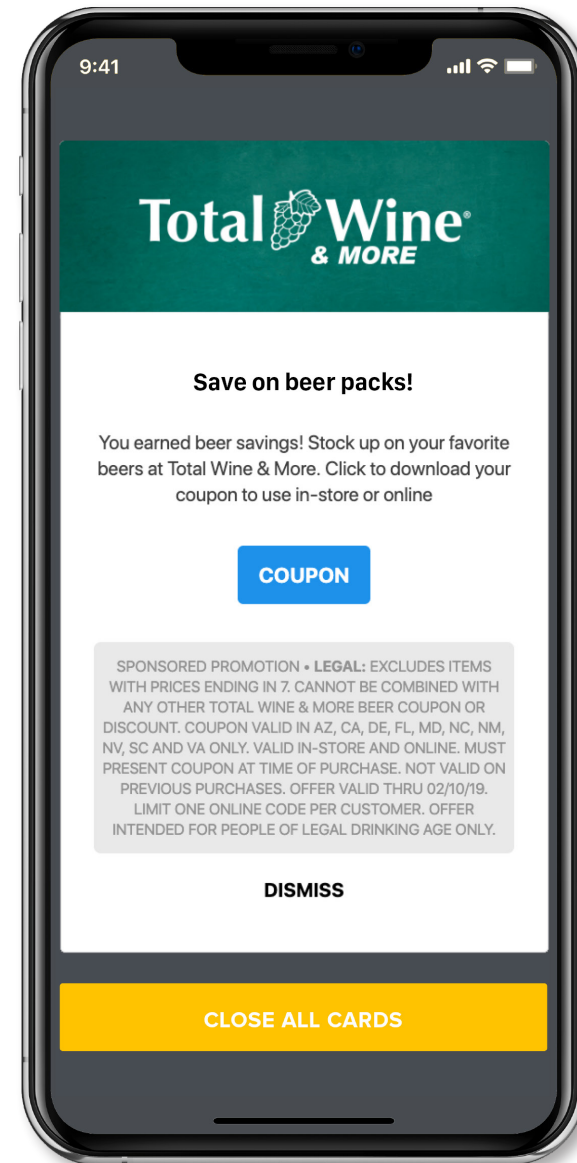 9:41
Total Wine®
& MORE
Save on beer packs!
You earned beer savings! Stock up on your favorite
beers at Total Wine & More. Click to download your
coupon to use in-store or online
COUPON
SPONSORED PROMOTION • LEGAL: EXCLUDES ITEMS
WITH PRICES ENDING IN 7. CANNOT BE COMBINED WITH
ANY OTHER TOTAL WINE & MORE BEER COUPON OR
DISCOUNT. COUPON VALID IN AZ, CA, DE, FL, MD, NC, NM,
NV, SC AND VA ONLY. VALID IN-STORE AND ONLINE. MUST
PRESENT COUPON AT TIME OF PURCHASE. NOT VALID ON
PREVIOUS PURCHASES. OFFER VALID THRU 02/10/19.
LIMIT ONE ONLINE CODE PER CUSTOMER. OFFER
INTENDED FOR PEOPLE OF LEGAL DRINKING AGE ONLY.
DISMISS
CLOSE ALL CARDS